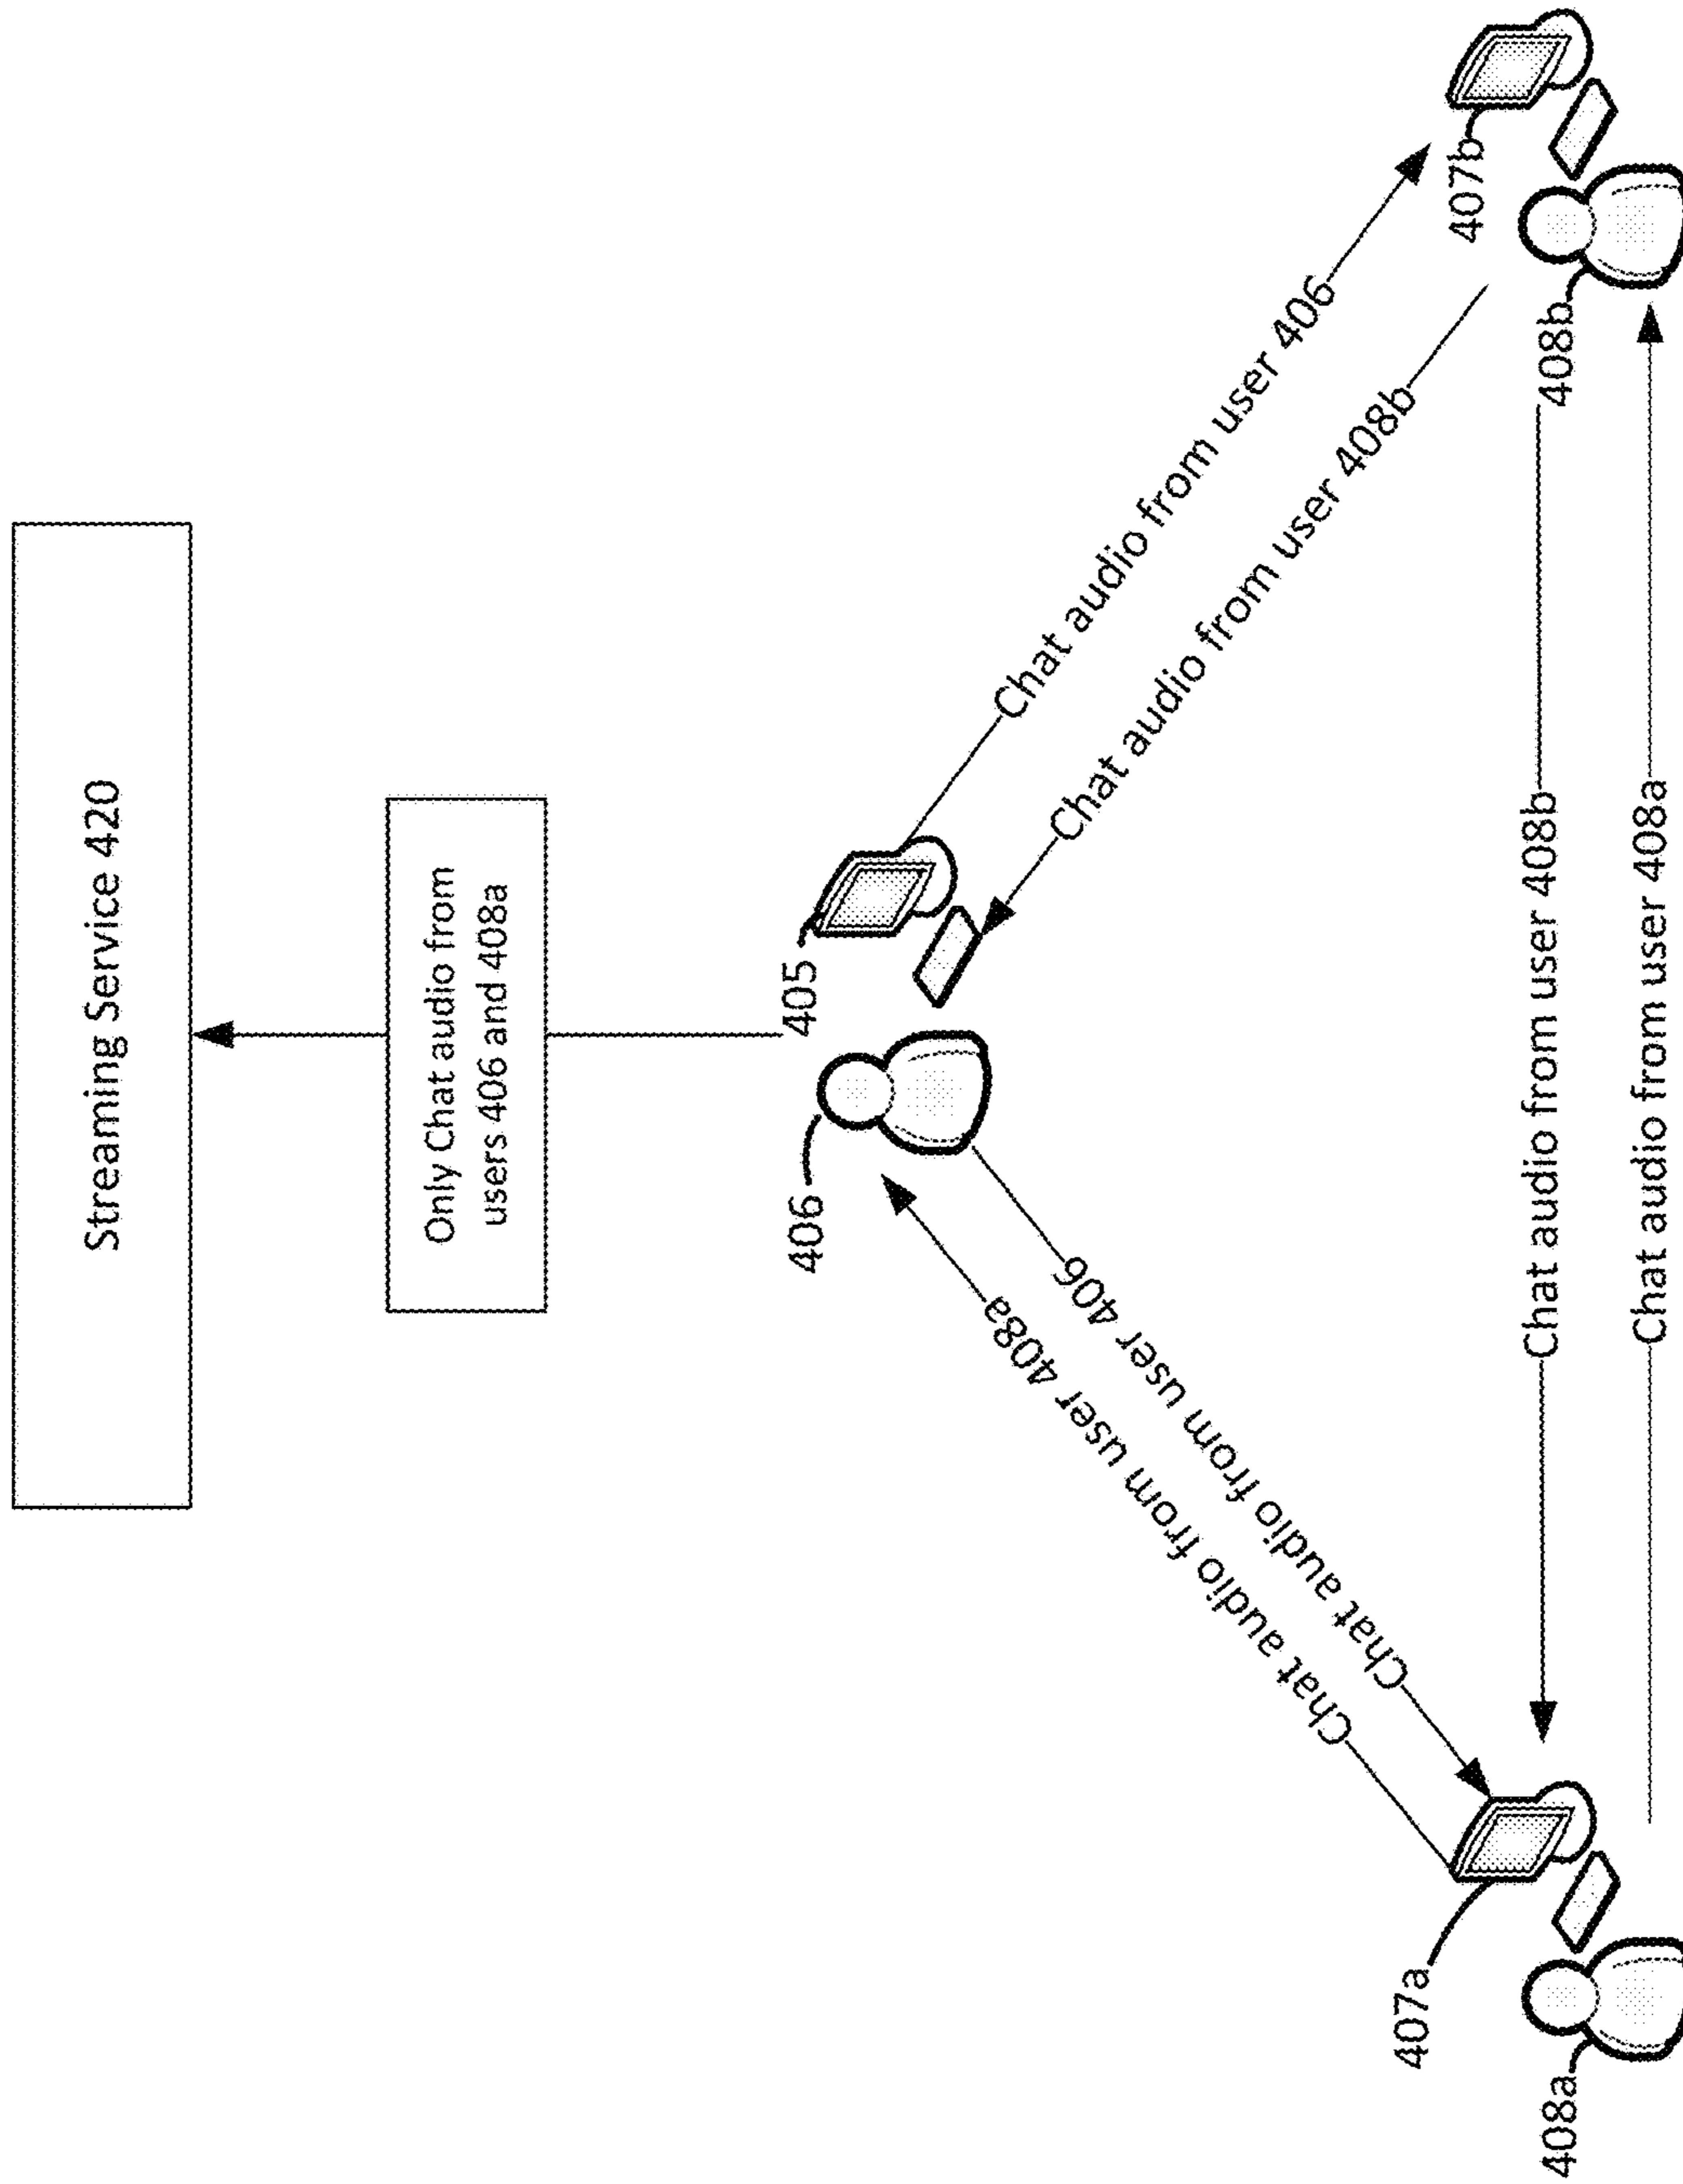 Streaming Service 420
Only Chat audio from
users 406 and 408a
406
405
Chat audio from user 408a
Chat audio from user 406
Chat audio from user 406
Chat audio from user 408b
407a
407b
408a
408b
Chat audio from user 408b
Chat audio from user 408a